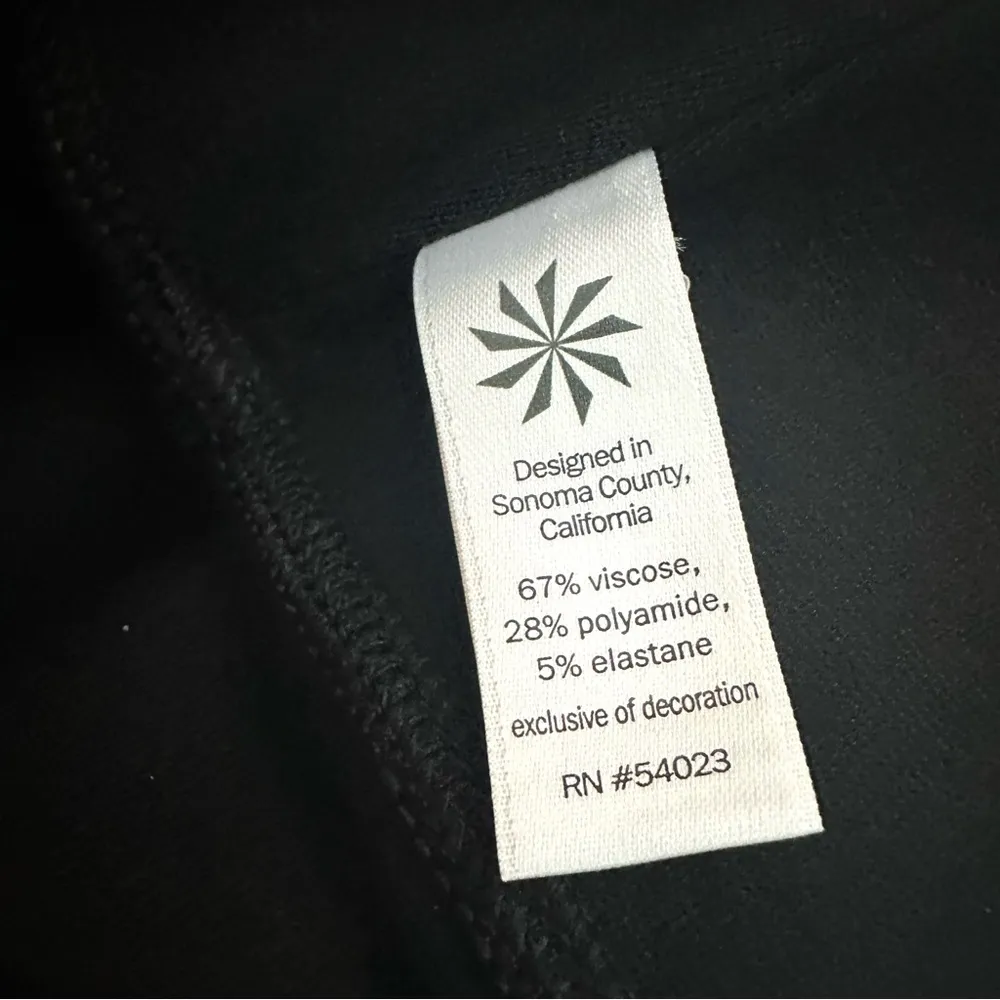 Designed in
Sonoma County,
California
67% viscose,
28% polyamide,
5% elastane
exclusive of decoration
RN #54023